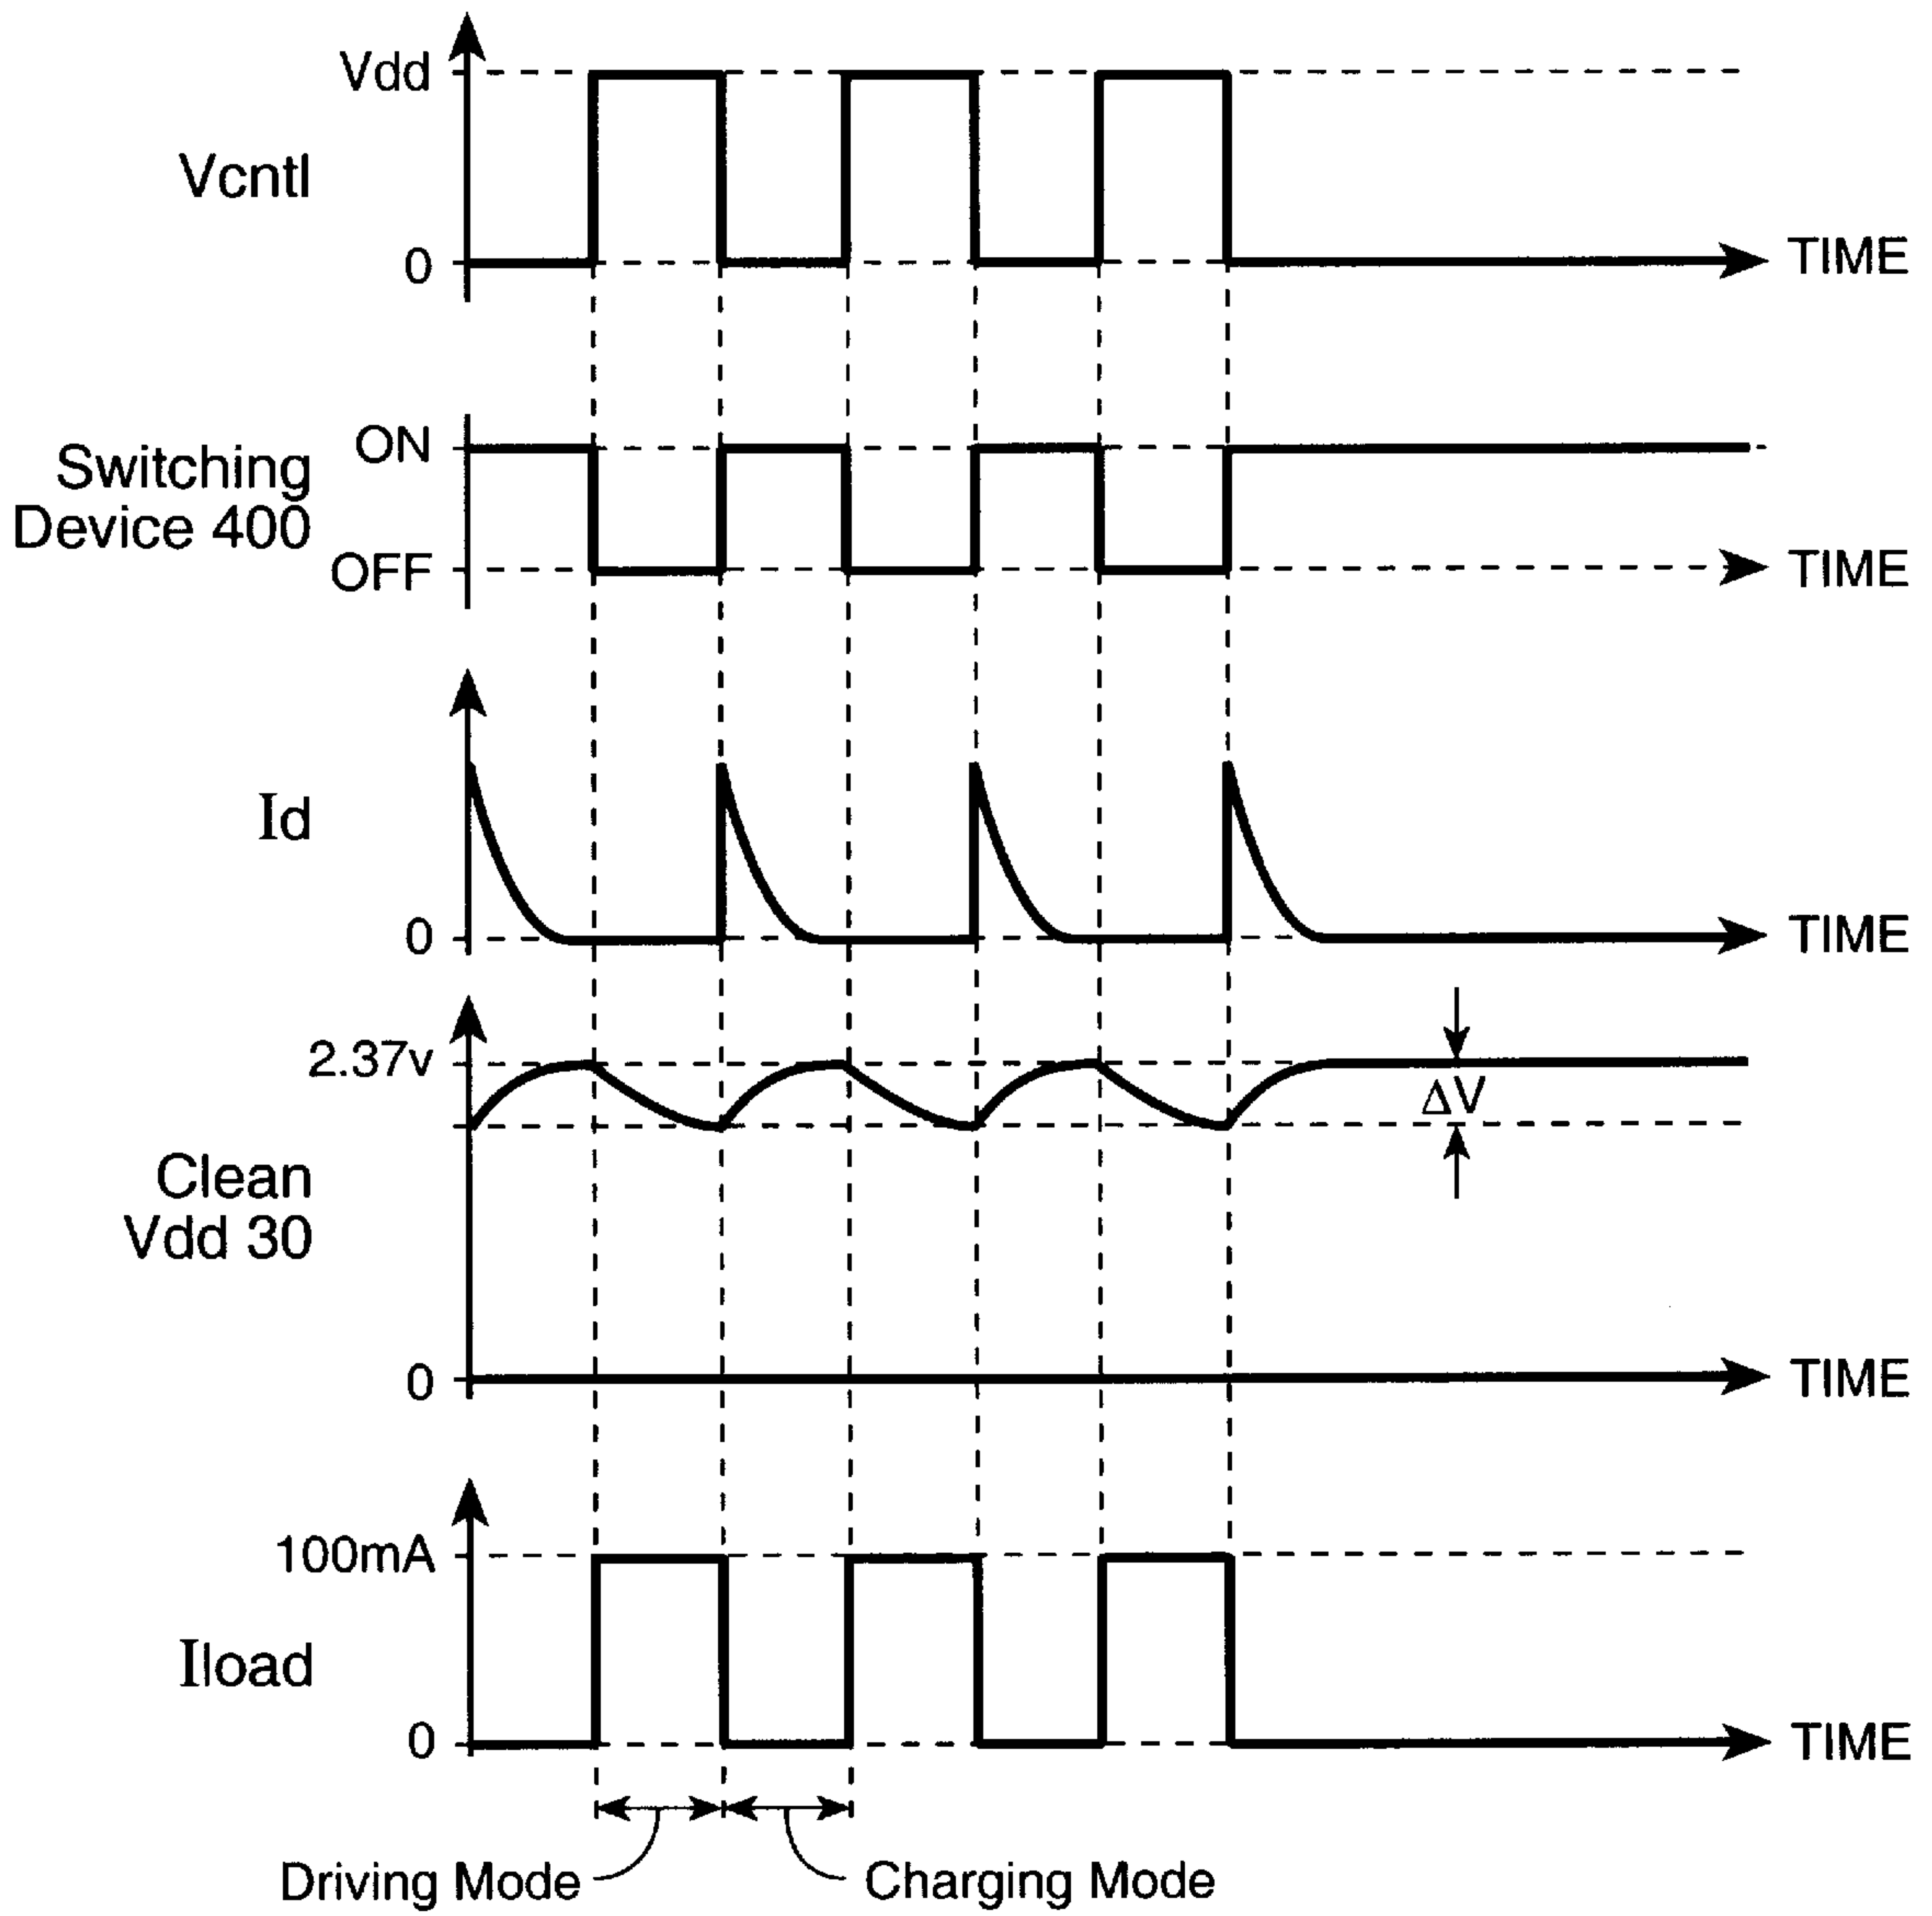 Vdd
Vcntl
0
TIME
ON
Switching
Device 400
OFF
TIME
Id
0
TIME
2.37v
ΔV
Clean
Vdd 30
0
TIME
100mA
Iload
0
TIME
Driving Mode
Charging Mode